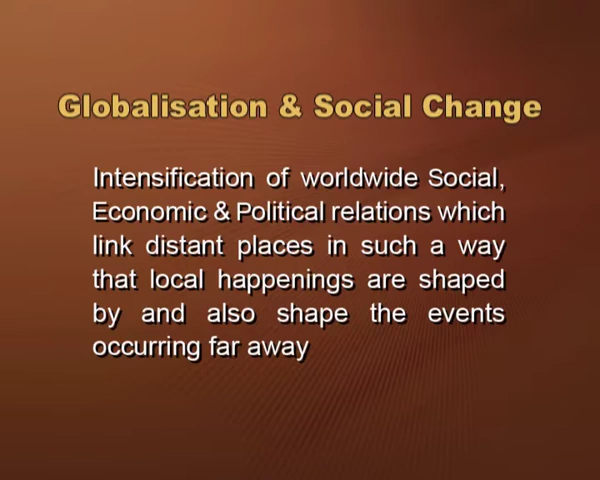 Globalisation & Social Change
Intensification of worldwide Social,
Economic & Political relations which
link distant places in such a way
that local happenings are shaped
by and also shape the events
occurring far away